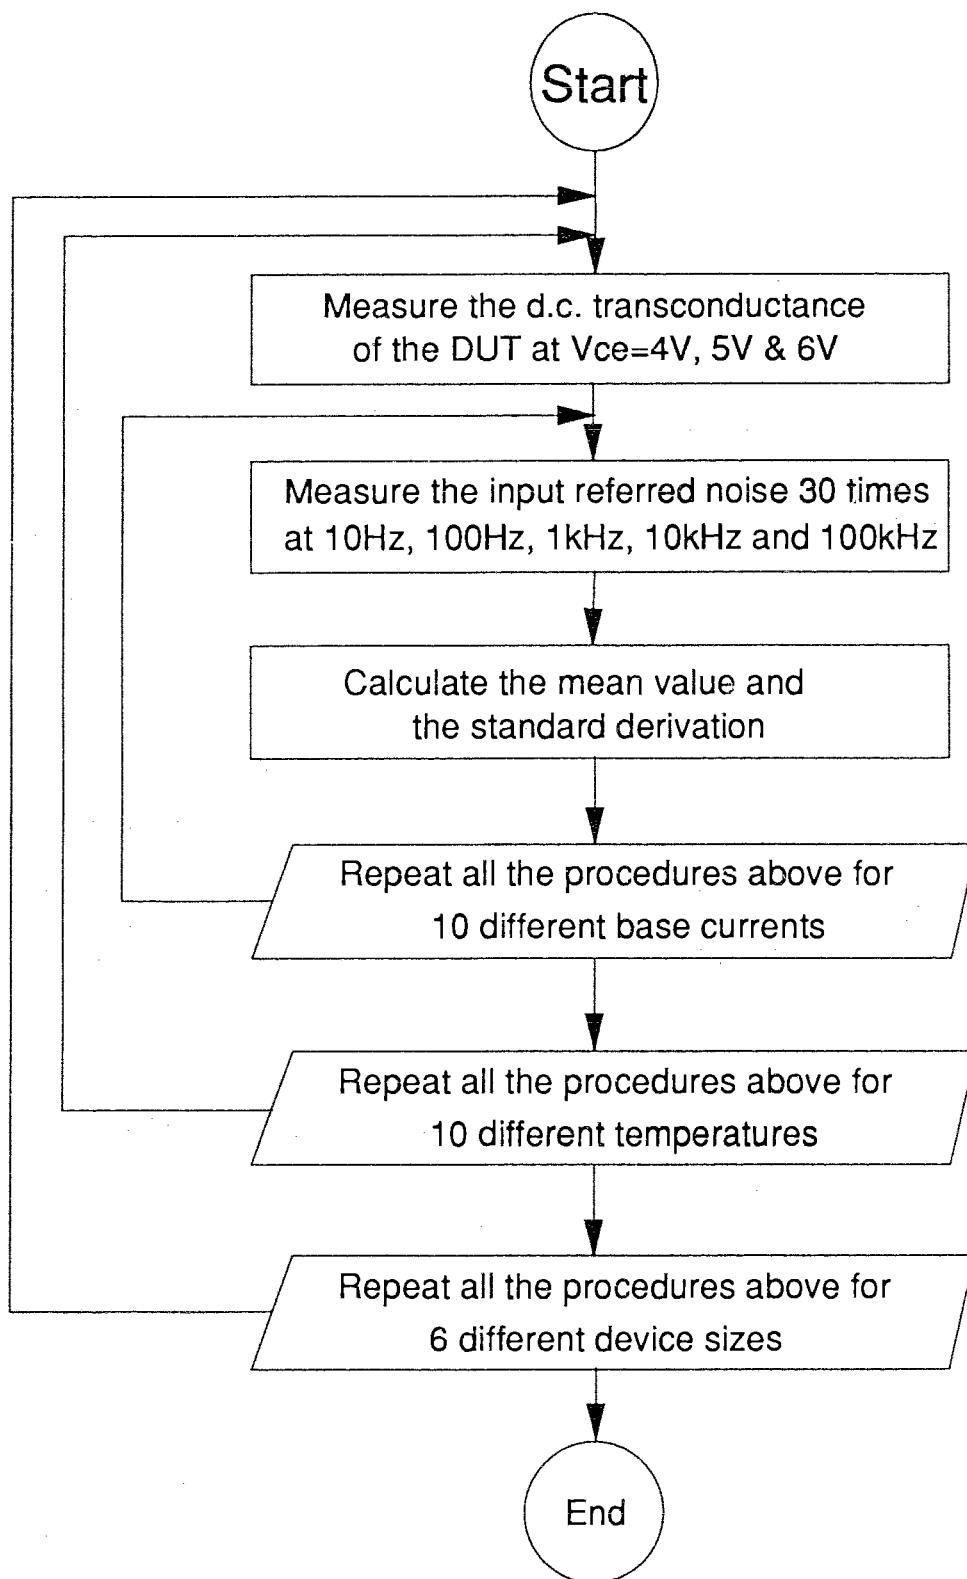 Start
Measure the d.c. transconductance
of the DUT at Vce=4V, 5V & 6V
Measure the input referred noise 30 times
at 10Hz, 100Hz, 1kHz, 10kHz and 100kHz
Calculate the mean value and
the standard derivation
Repeat all the procedures above for
10 different base currents
Repeat all the procedures above for
10 different temperatures
Repeat all the procedures above for
6 different device sizes
End